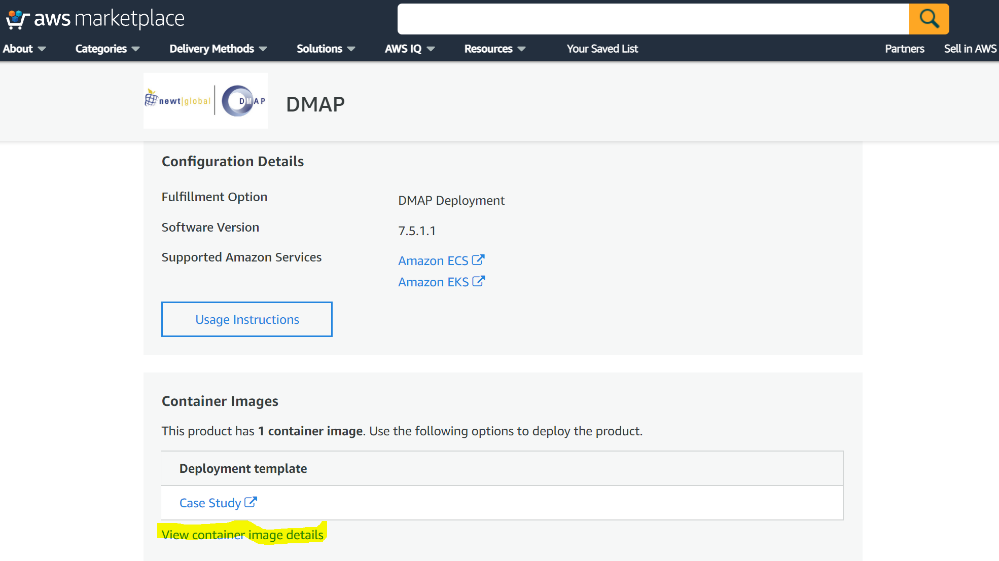 aws marketplace
About Categories Delivery Methods Solutions AWS IQ Resources Your Saved List Partners Sell in AWS
newt|global DMAP
DMAP
Configuration Details
Fulfillment Option DMAP Deployment
Software Version 7.5.1.1
Supported Amazon Services Amazon ECS
Amazon EKS
Usage Instructions
Container Images
This product has 1 container image. Use the following options to deploy the product.
Deployment template
Case Study
View container image details